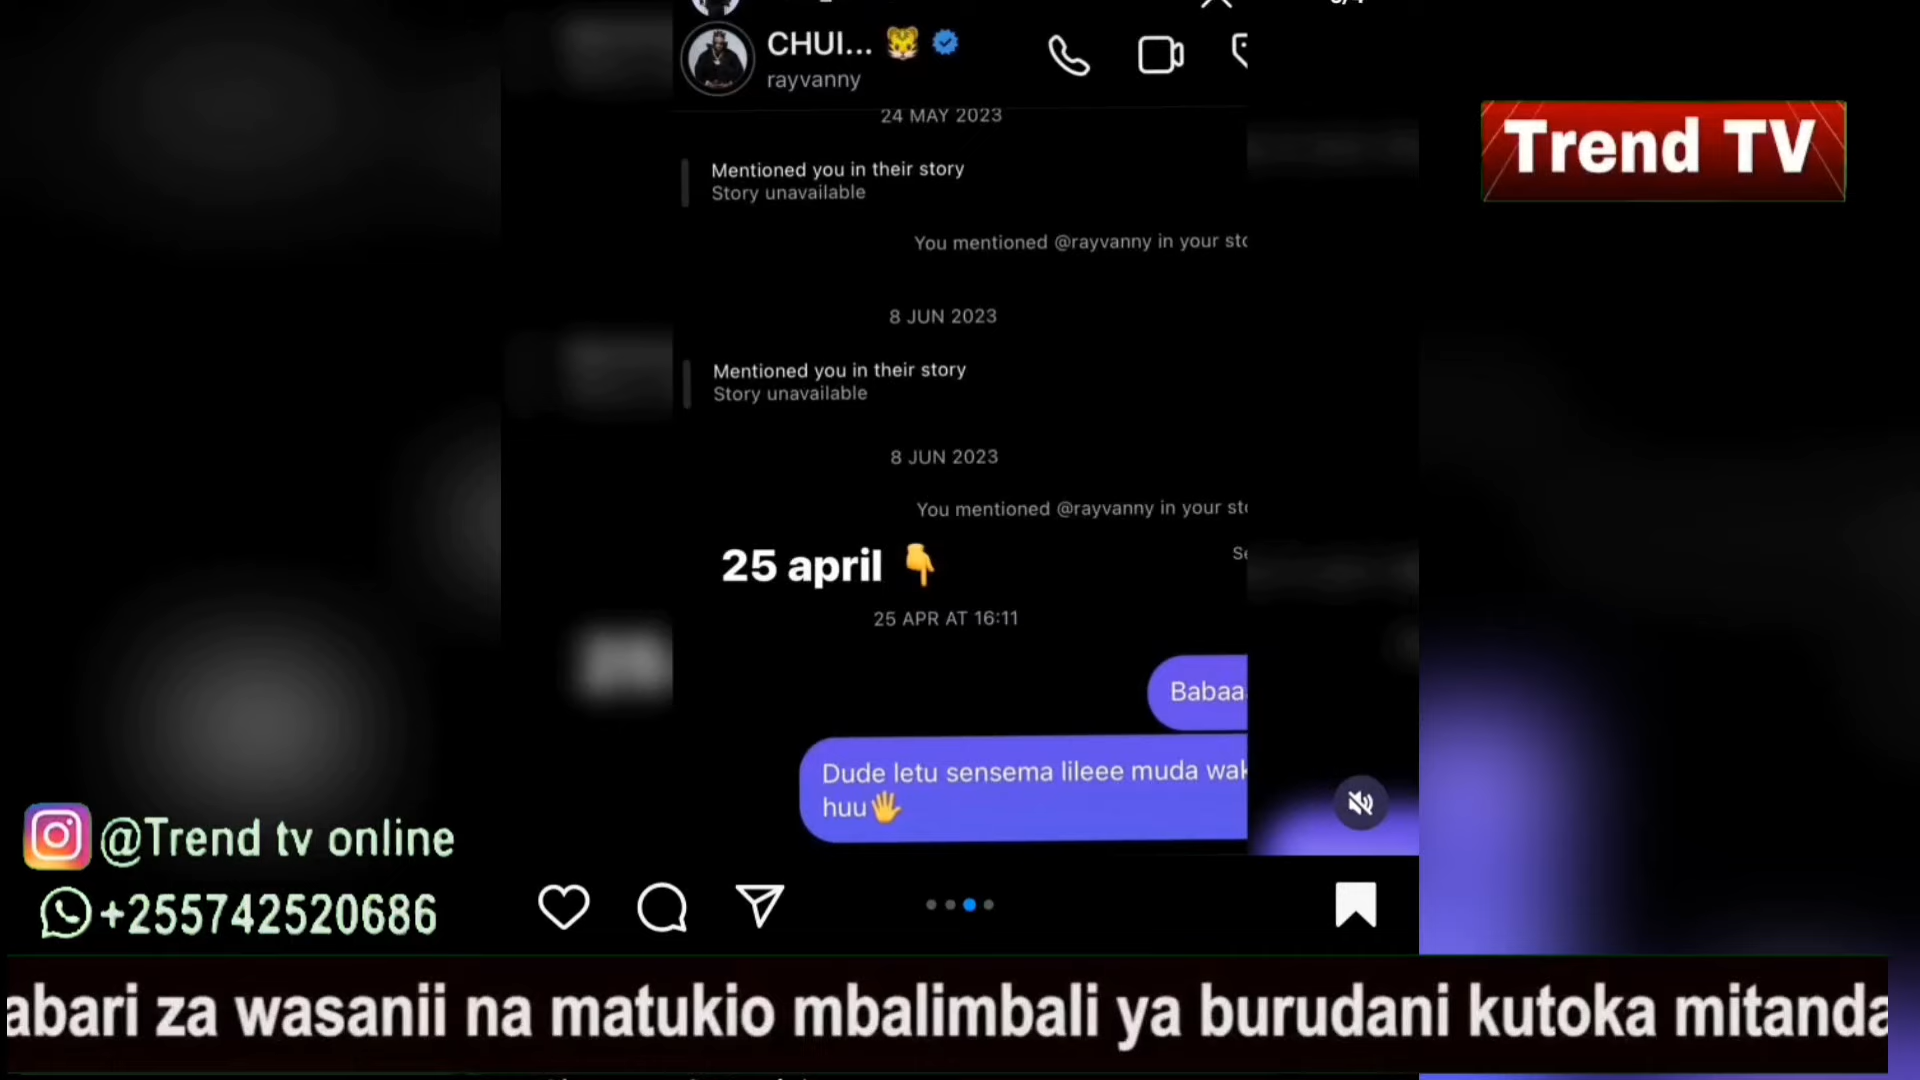 CHUI...
rayvanny
24 MAY 2023
Mentioned you in their story
Story unavailable
You mentioned @rayvanny in your
8 JUN 2023
Mentioned you in their story
Story unavailable
8 JUN 2023
You mentioned @rayvanny in your
25 april 👇
25 APR AT 16:11
Babaa
Dude letu sensema lileee muda
huu🖐
Trend TV
@Trend tv online
+255742520686
abari za wasanii na matukio mbalimbali ya burudani kutoka mitanda